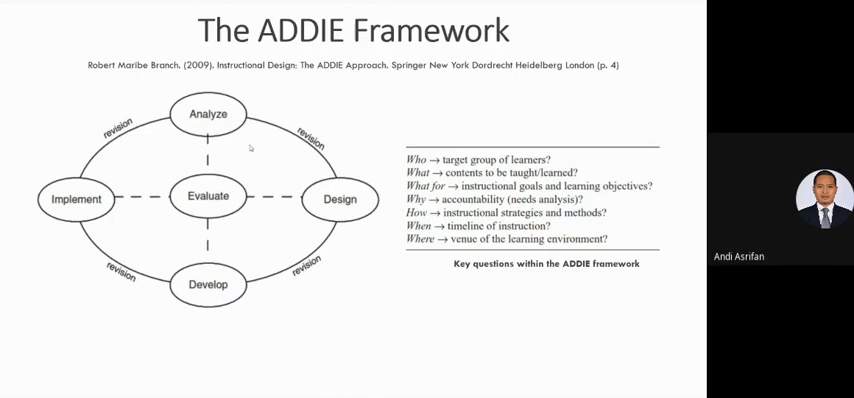 The ADDIE Framework
Robert Maribe Branch. (2009). Instructional Design: The ADDIE Approach. Springer New York Dordrecht Heidelberg London (p. 4)
Analyze
revision
revision
Implement
Evaluate
Design
revision
revision
Develop
Who → target group of learners?
What → contents to be taught/learned?
What for → instructional goals and learning objectives?
Why → accountability (needs analysis)?
How → instructional strategies and methods?
When → timeline of instruction?
Where → venue of the learning environment?
Key questions within the ADDIE framework
Andi Asrifan